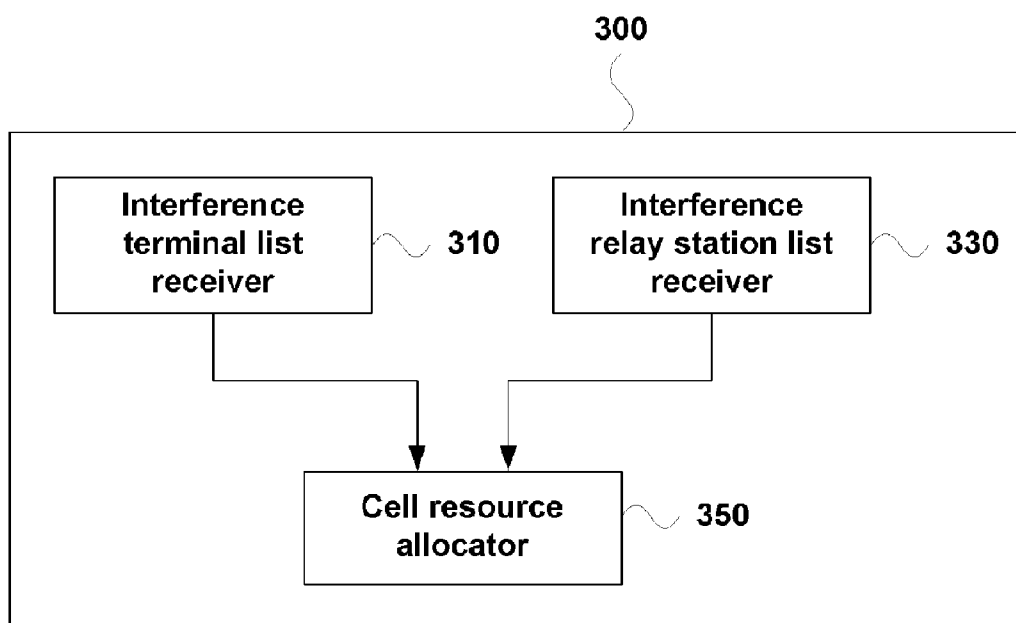 300
Interference
terminal list
receiver
310
Interference
relay station list
receiver
330
Cell resource
allocator
350